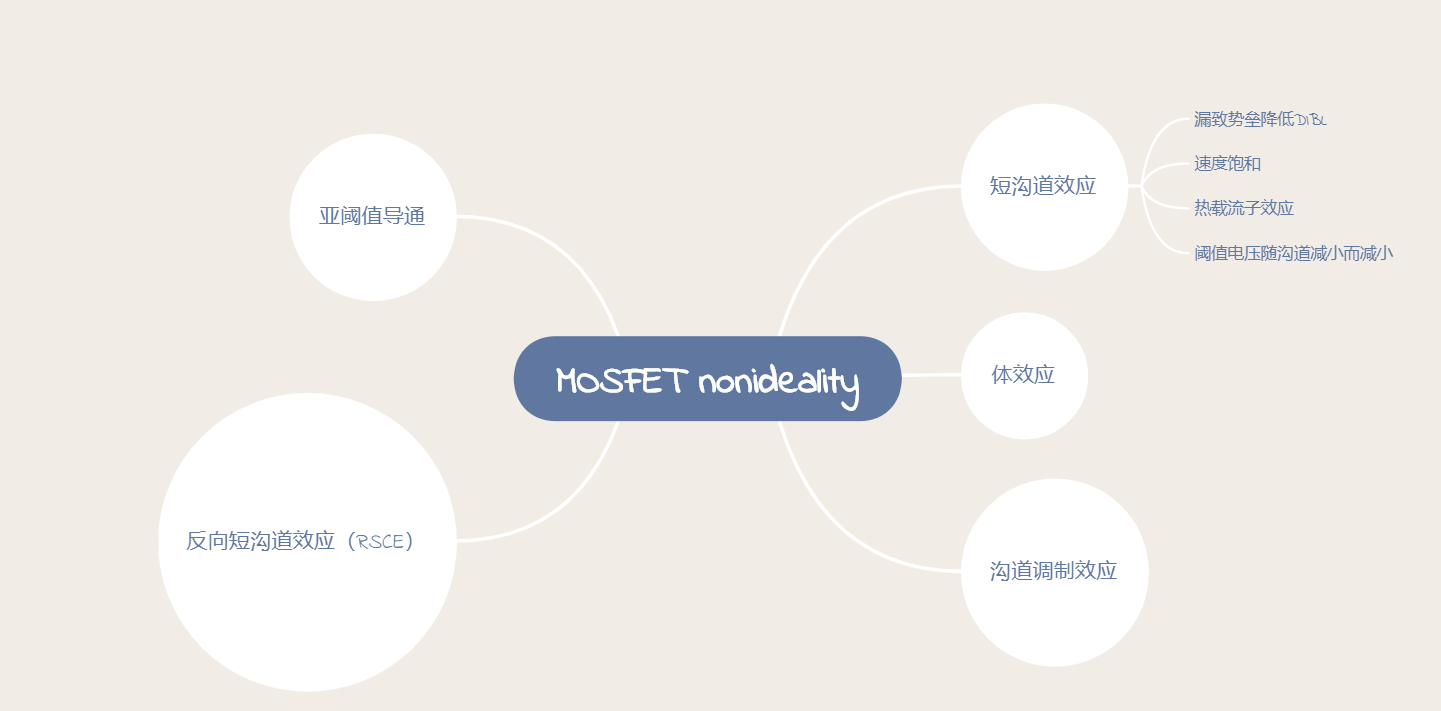 MOSFET nonideality
短沟道效应
漏致势垒降低DIBL
速度饱和
热载流子效应
阈值电压随沟道减小而减小
体效应
沟道调制效应
亚阈值导通
反向短沟道效应（RSCE）